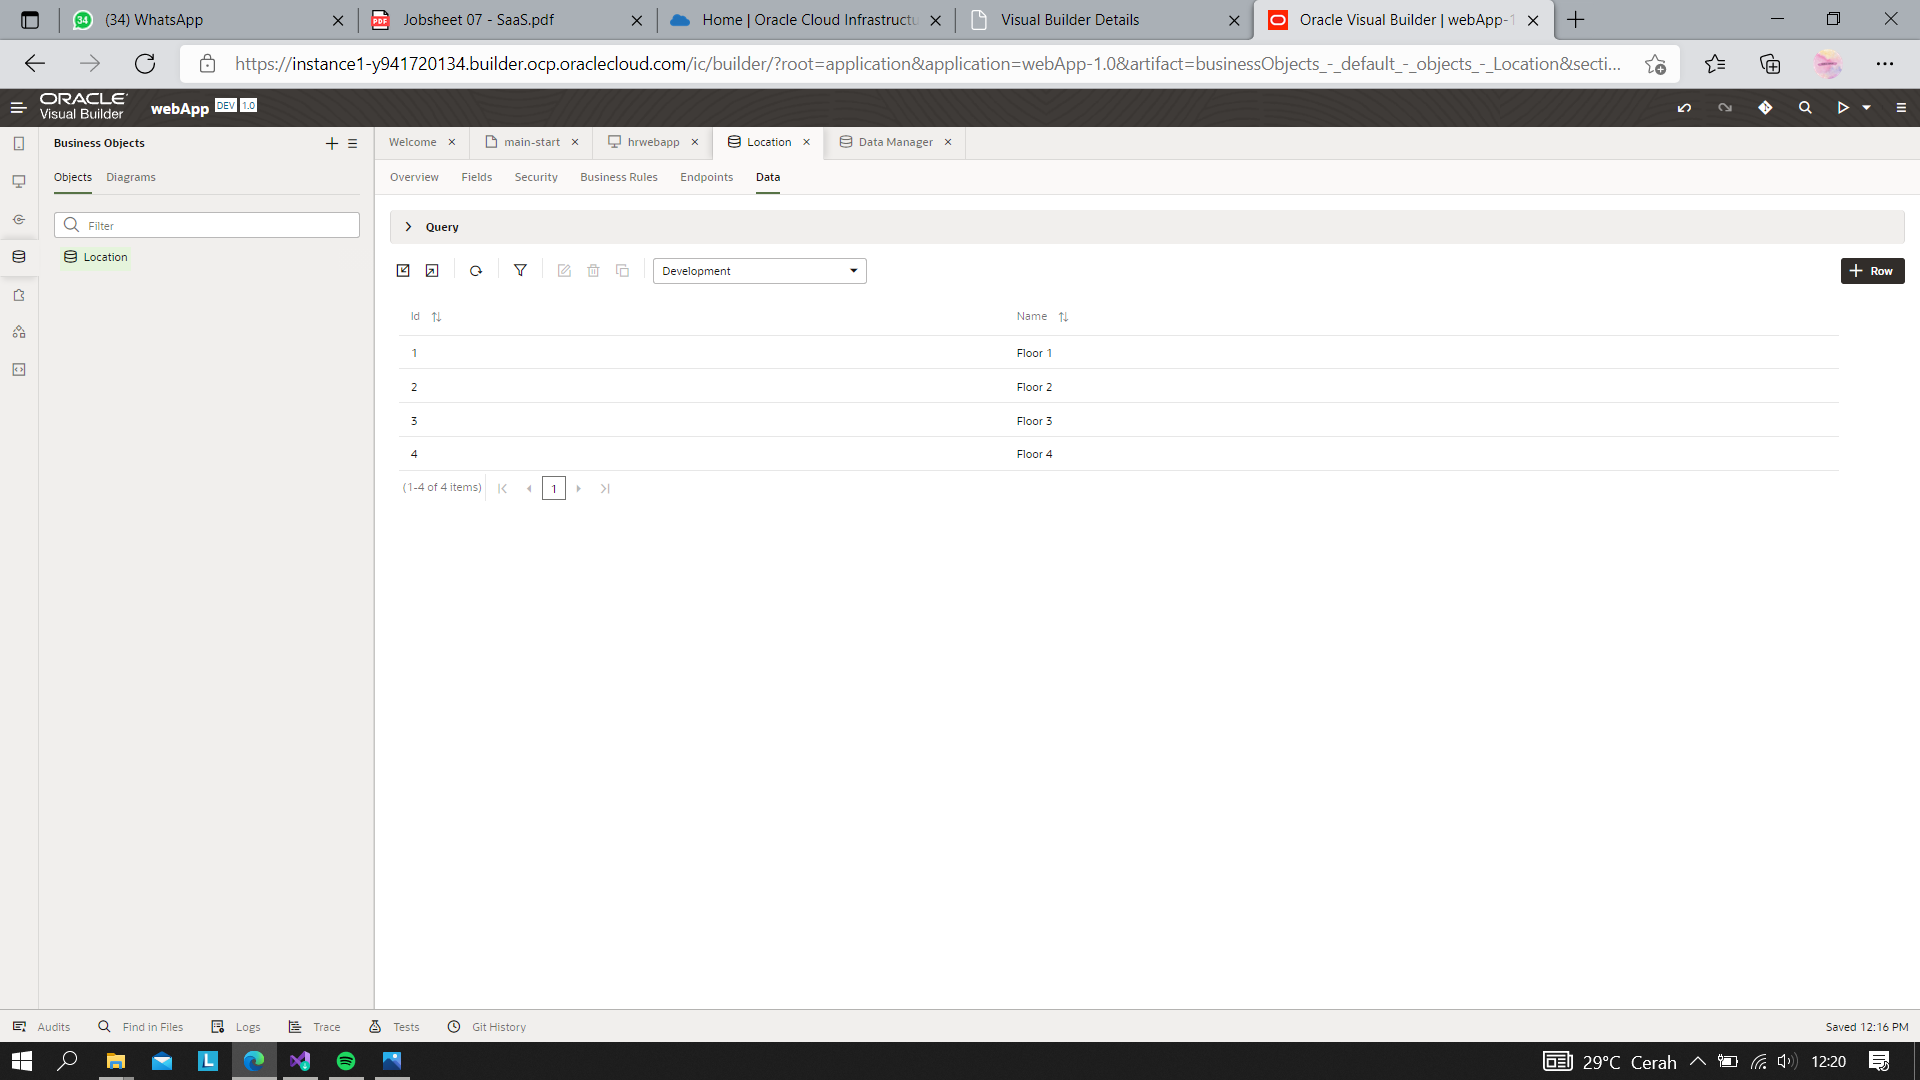 34 (34) WhatsApp
PDF Jobsheet 07 - SaaS.pdf
Home | Oracle Cloud Infrastructu
Visual Builder Details
Oracle Visual Builder | webApp-1
https://instance1-y941720134.builder.ocp.oraclecloud.com/ic/builder/?root=application&application=webApp-1.0&artifact=businessObjects_-_default_-_objects_-_Location&secti...
ORACLE
Visual Builder
webApp DEV 1.0
Business Objects
Objects Diagrams
Filter
Location
Welcome main-start hrwebapp Location Data Manager
Overview Fields Security Business Rules Endpoints Data
Query
Development
Row
Id Name
1 Floor 1
2 Floor 2
3 Floor 3
4 Floor 4
(1-4 of 4 items) 1
Audits Find in Files Logs Trace Tests Git History
Saved 12:16 PM
L
29°C Cerah 12:20